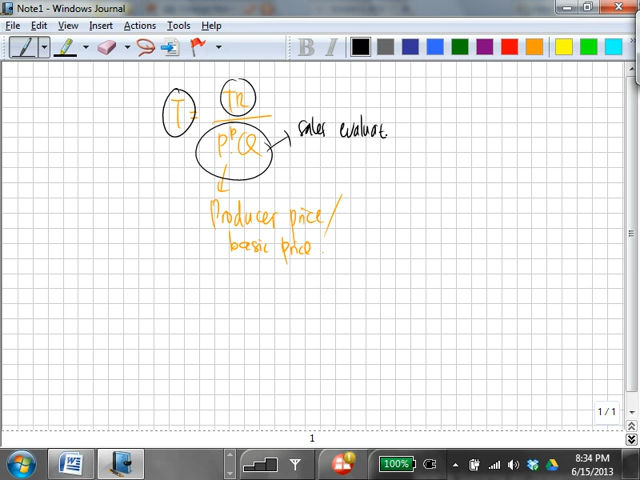 Note1 - Windows Journal
File Edit View Insert Actions Tools Help
T = TR
P^P.Q
sales evaluat.
Producer price/
basic price.
1 / 1
1
100%
8:34 PM
6/15/2013